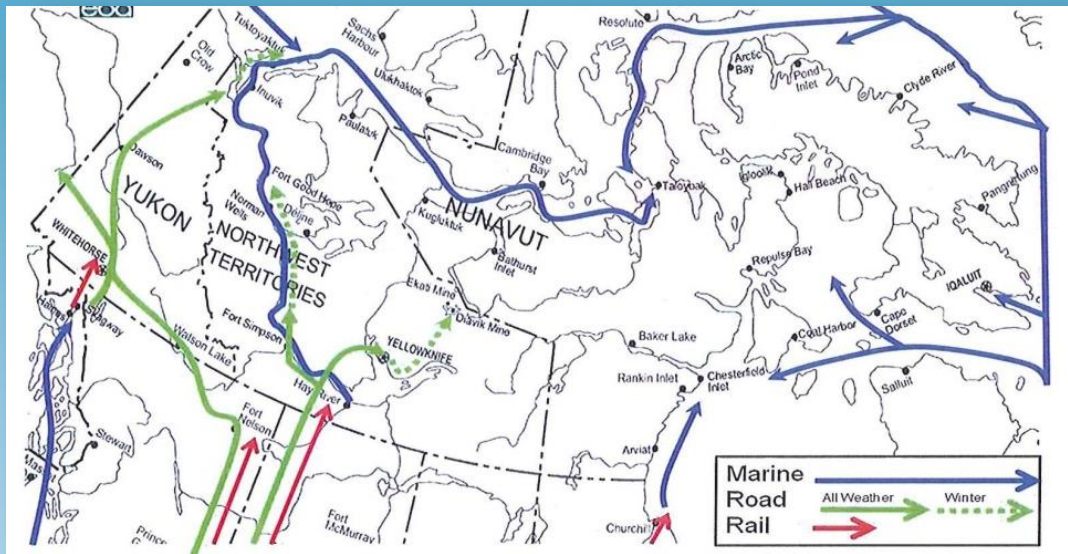 eba
Tuktoyaktuk
Old
Crow
Sachs
Harbour
Ulukhaktok
Inuvik
Paulatuk
Resolute
Arctic
Bay
Pond
Inlet
Clyde River
Dawson
YUKON
Fort Good Hope
Norman
Wells
Deline
NORTHWEST
TERRITORIES
Cambridge
Bay
Kugluktuk
NUNAVUT
Bathurst
Inlet
Taloyoak
Igloolik
Hall Beach
Pangnirtung
Repulse Bay
IQALUIT
WHITEHORSE
Haines
Skagway
Watson Lake
Fort Simpson
Ekati Mine
Diavik Mine
YELLOWKNIFE
Hay River
Baker Lake
Rankin Inlet
Chesterfield
Inlet
Coral Harbor
Cape
Dorset
Salluit
Fort
Nelson
Stewart
Arviat
Churchill
Mas
Prince
G
Fort
McMurray
Marine
Road
All Weather
Winter
Rail